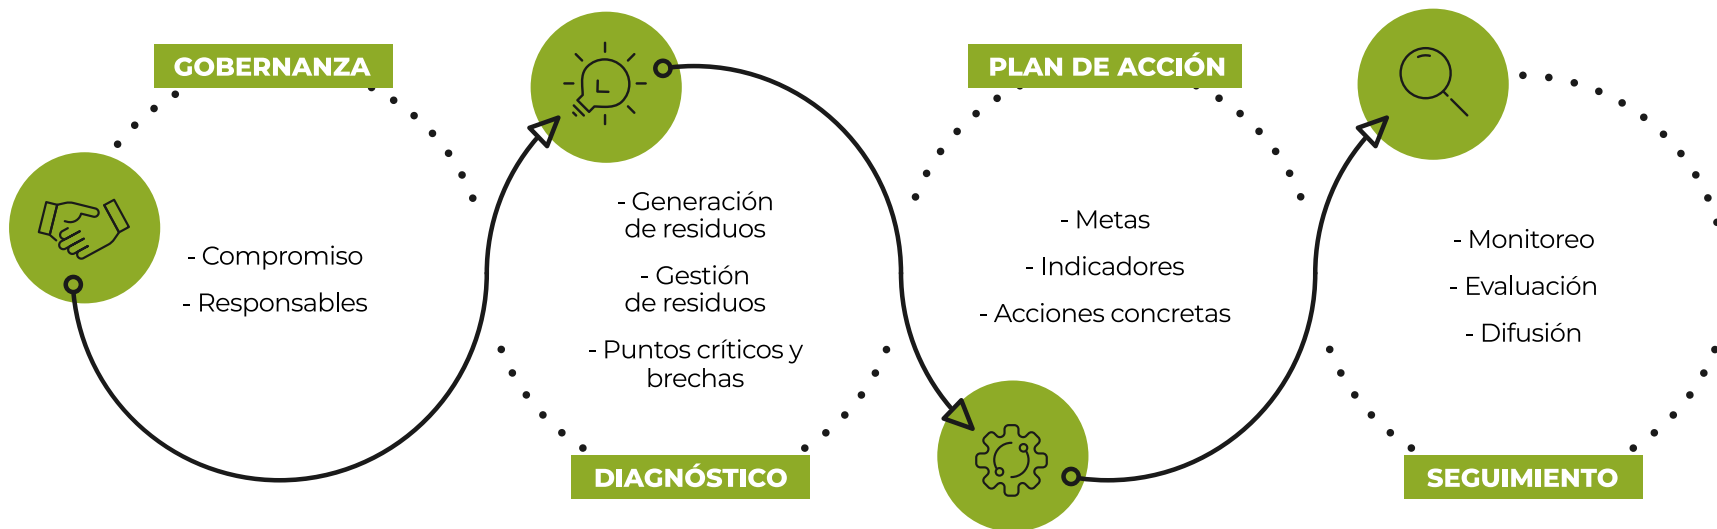 GOBERNANZA
- Compromiso
- Responsables
- Generación
de residuos
- Gestión
de residuos
- Puntos críticos y
brechas
DIAGNÓSTICO
PLAN DE ACCIÓN
- Metas
- Indicadores
- Acciones concretas
- Monitoreo
- Evaluación
- Difusión
SEGUIMIENTO